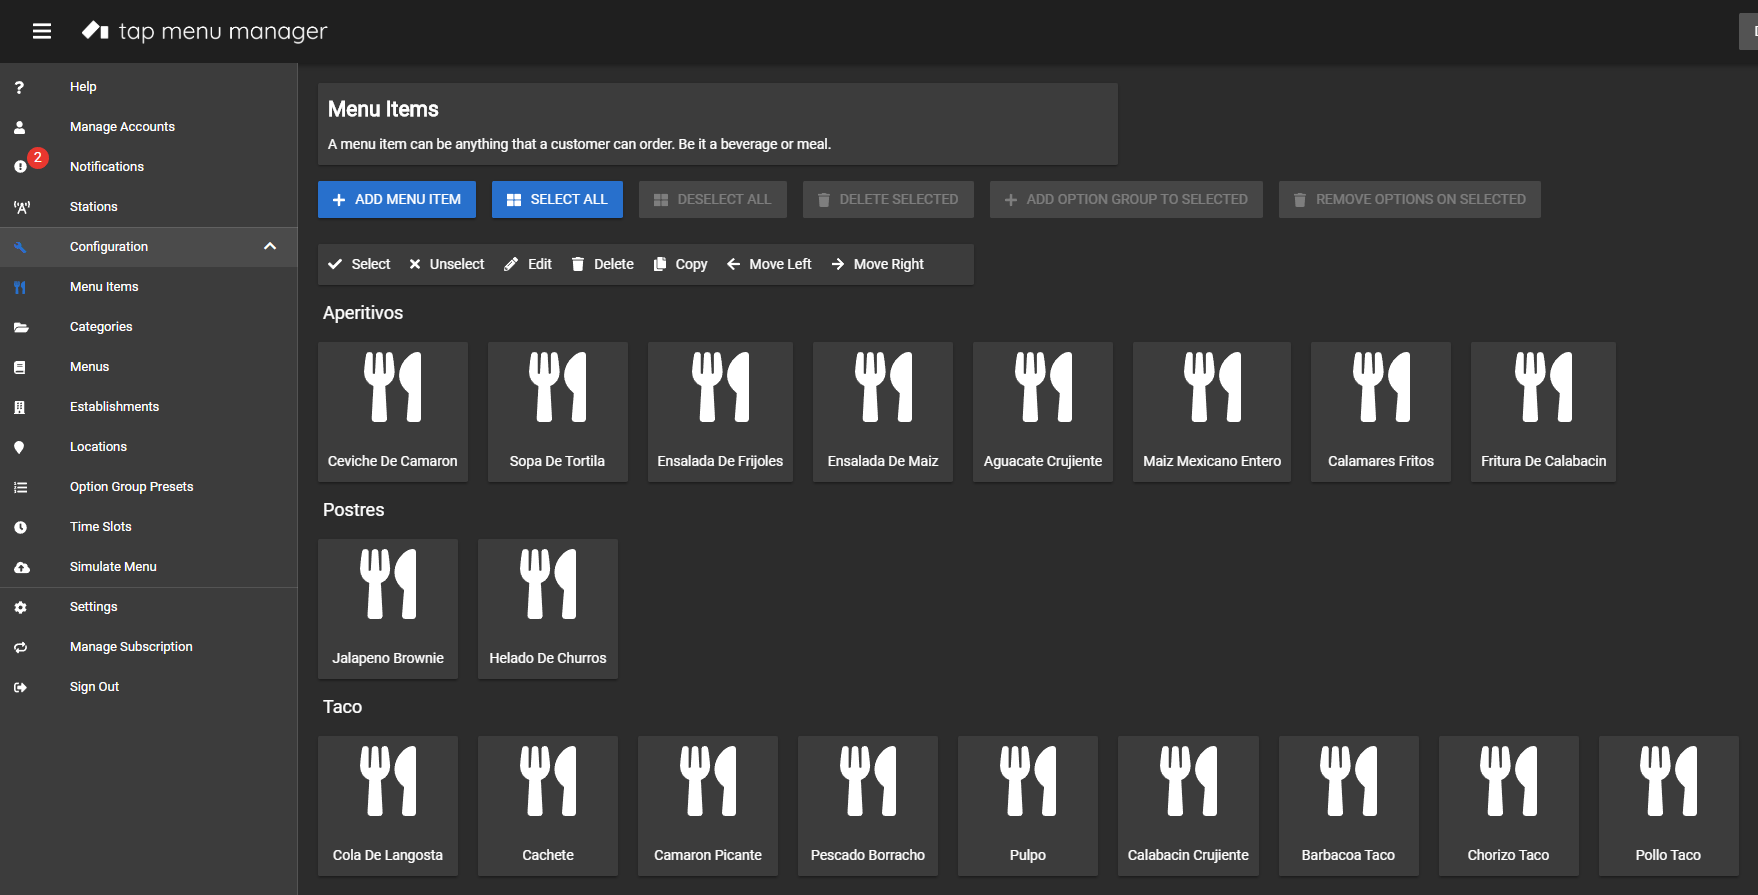 tap menu manager
Help
Manage Accounts
2
Notifications
Stations
Configuration
Menu Items
Categories
Menus
Establishments
Locations
Option Group Presets
Time Slots
Simulate Menu
Settings
Manage Subscription
Sign Out
Menu Items
A menu item can be anything that a customer can order. Be it a beverage or meal.
ADD MENU ITEM SELECT ALL DESELECT ALL DELETE SELECTED ADD OPTION GROUP TO SELECTED REMOVE OPTIONS ON SELECTED
Select Unselect Edit Delete Copy Move Left Move Right
Aperitivos
Ceviche De Camaron Sopa De Tortila Ensalada De Frijoles Ensalada De Maiz Aguacate Crujiente Maiz Mexicano Entero Calamares Fritos Fritura De Calabacin
Postres
Jalapeno Brownie Helado De Churros
Taco
Cola De Langosta Cachete Camaron Picante Pescado Borracho Pulpo Calabacin Crujiente Barbacoa Taco Chorizo Taco Pollo Taco